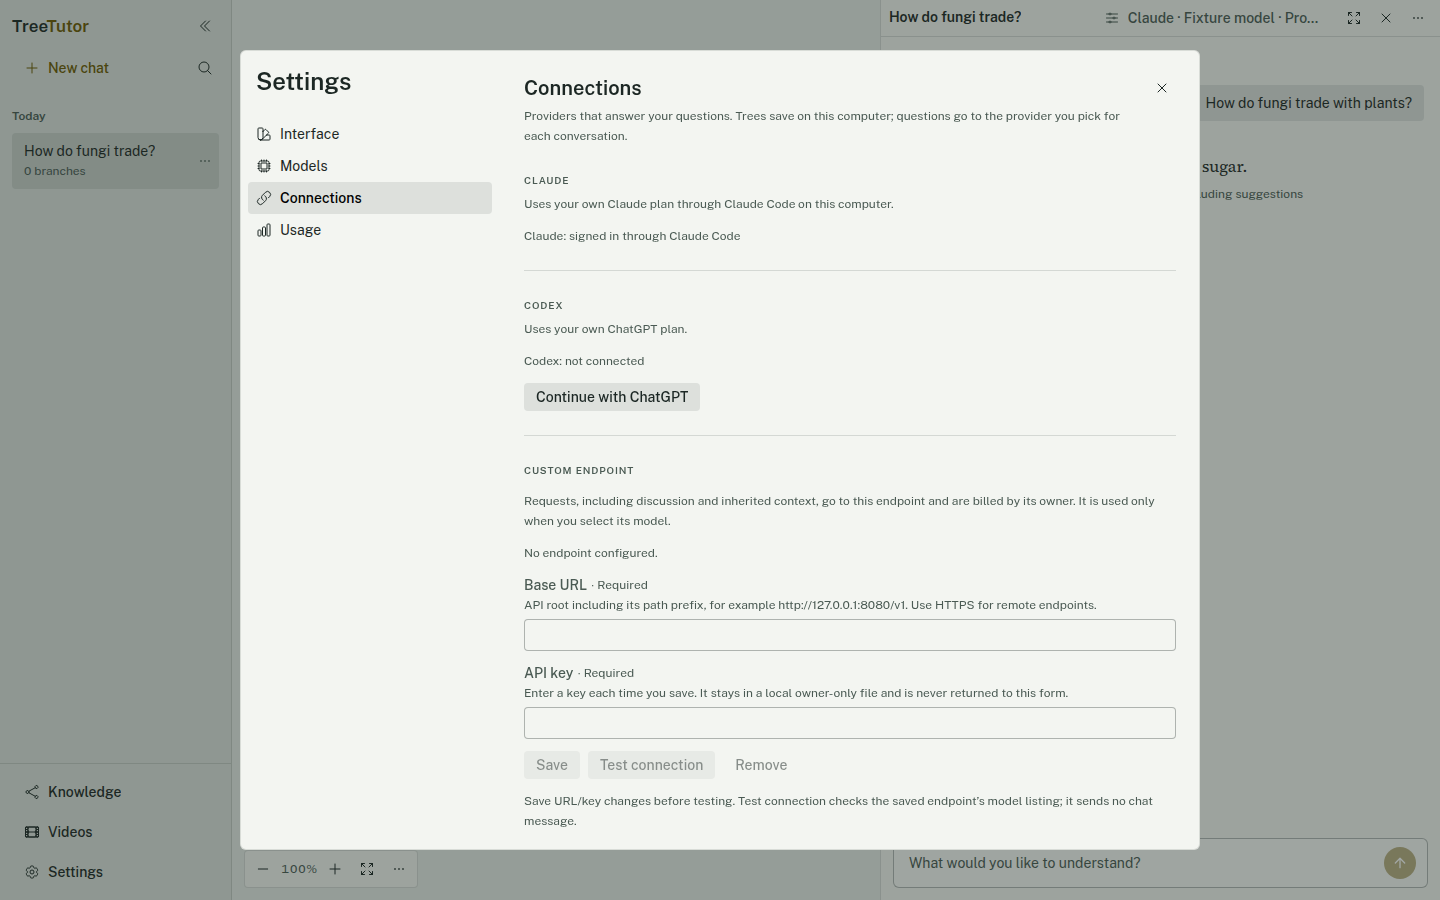 TreeTutor
New chat
Today
How do fungi trade?
0 branches
Knowledge
Videos
Settings
Settings
Interface
Models
Connections
Usage
Connections
Providers that answer your questions. Trees save on this computer; questions go to the provider you pick for
each conversation.
CLAUDE
Uses your own Claude plan through Claude Code on this computer.
Claude: signed in through Claude Code
CODEX
Uses your own ChatGPT plan.
Codex: not connected
Continue with ChatGPT
CUSTOM ENDPOINT
Requests, including discussion and inherited context, go to this endpoint and are billed by its owner. It is used only
when you select its model.
No endpoint configured.
Base URL · Required
API root including its path prefix, for example http://127.0.0.1:8080/v1. Use HTTPS for remote endpoints.
API key · Required
Enter a key each time you save. It stays in a local owner-only file and is never returned to this form.
Save Test connection Remove
Save URL/key changes before testing. Test connection checks the saved endpoint's model listing; it sends no chat
message.
100%
How do fungi trade? Claude · Fixture model · Pro...
How do fungi trade with plants?
sugar.
uding suggestions
What would you like to understand?